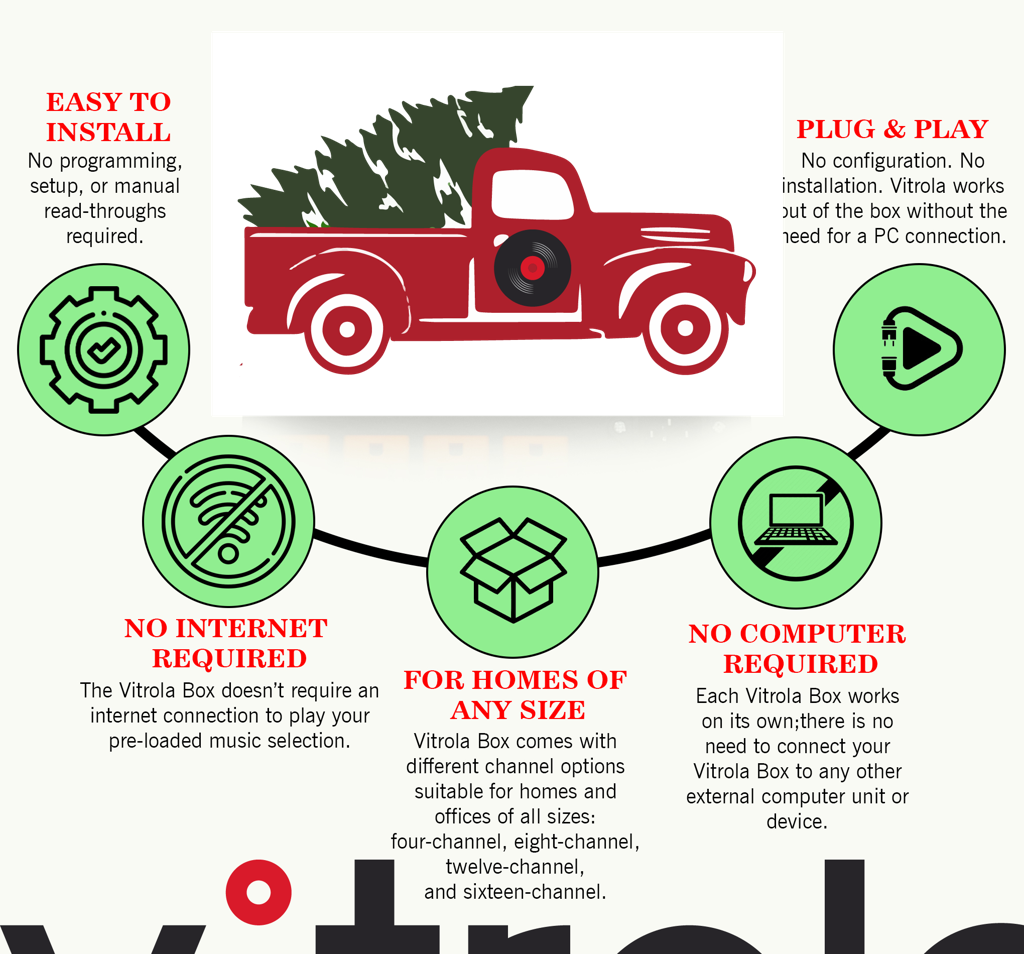 EASY TO
INSTALL
No programming,
setup, or manual
read-throughs
required.
PLUG & PLAY
No configuration. No
installation. Vitrola works
out of the box without the
need for a PC connection.
NO INTERNET
REQUIRED
The Vitrola Box doesn't require an
internet connection to play your
pre-loaded music selection.
FOR HOMES OF
ANY SIZE
Vitrola Box comes with
different channel options
suitable for homes and
offices of all sizes:
four-channel, eight-channel,
twelve-channel,
and sixteen-channel.
NO COMPUTER
REQUIRED
Each Vitrola Box works
on its own;there is no
need to connect your
Vitrola Box to any other
external computer unit or
device.
vitrola